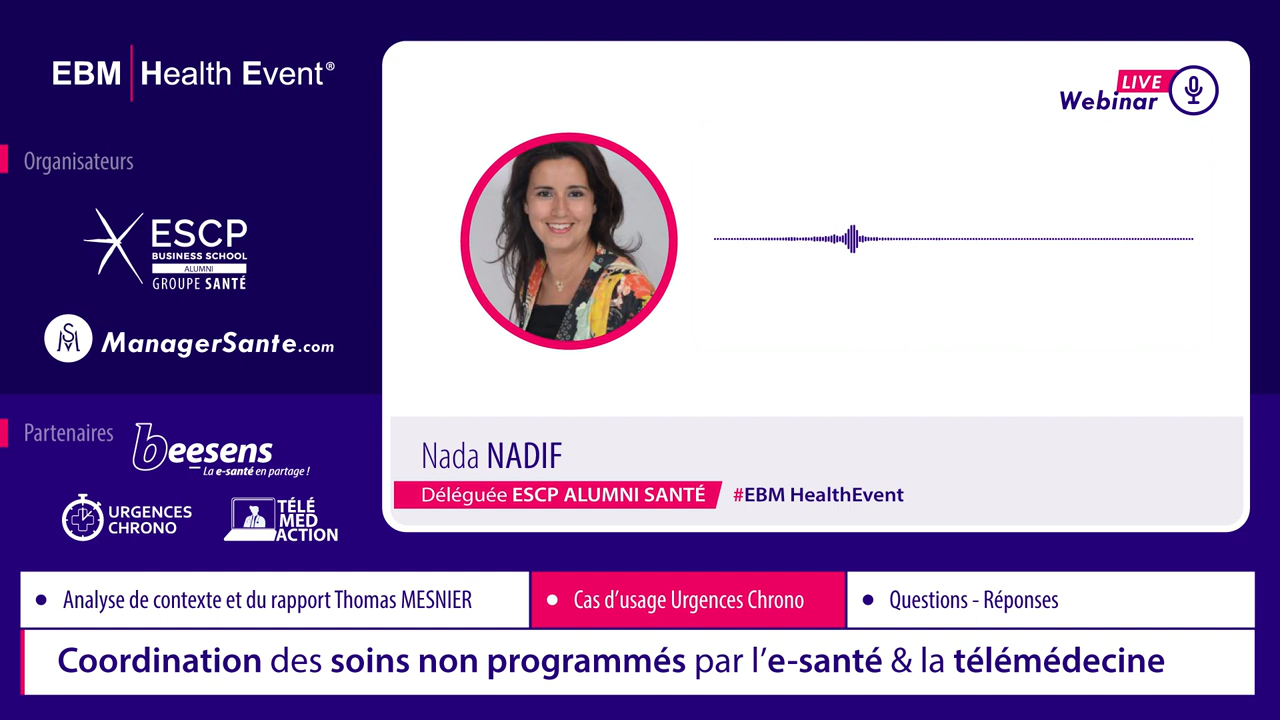 EBM Health Event®
Organisateurs
ESCP
BUSINESS SCHOOL
ALUMNI
GROUPE SANTÉ
ManagerSante.com
Partenaires
beesens
La e-santé en partage !
URGENCES
CHRONO
TÉLÉ
MED
ACTION
LIVE
Webinar
Nada NADIF
Déléguée ESCP ALUMNI SANTÉ #EBM HealthEvent
• Analyse de contexte et du rapport Thomas MESNIER
• Cas d’usage Urgences Chrono
• Questions - Réponses
Coordination des soins non programmés par l’e-santé & la télémédecine